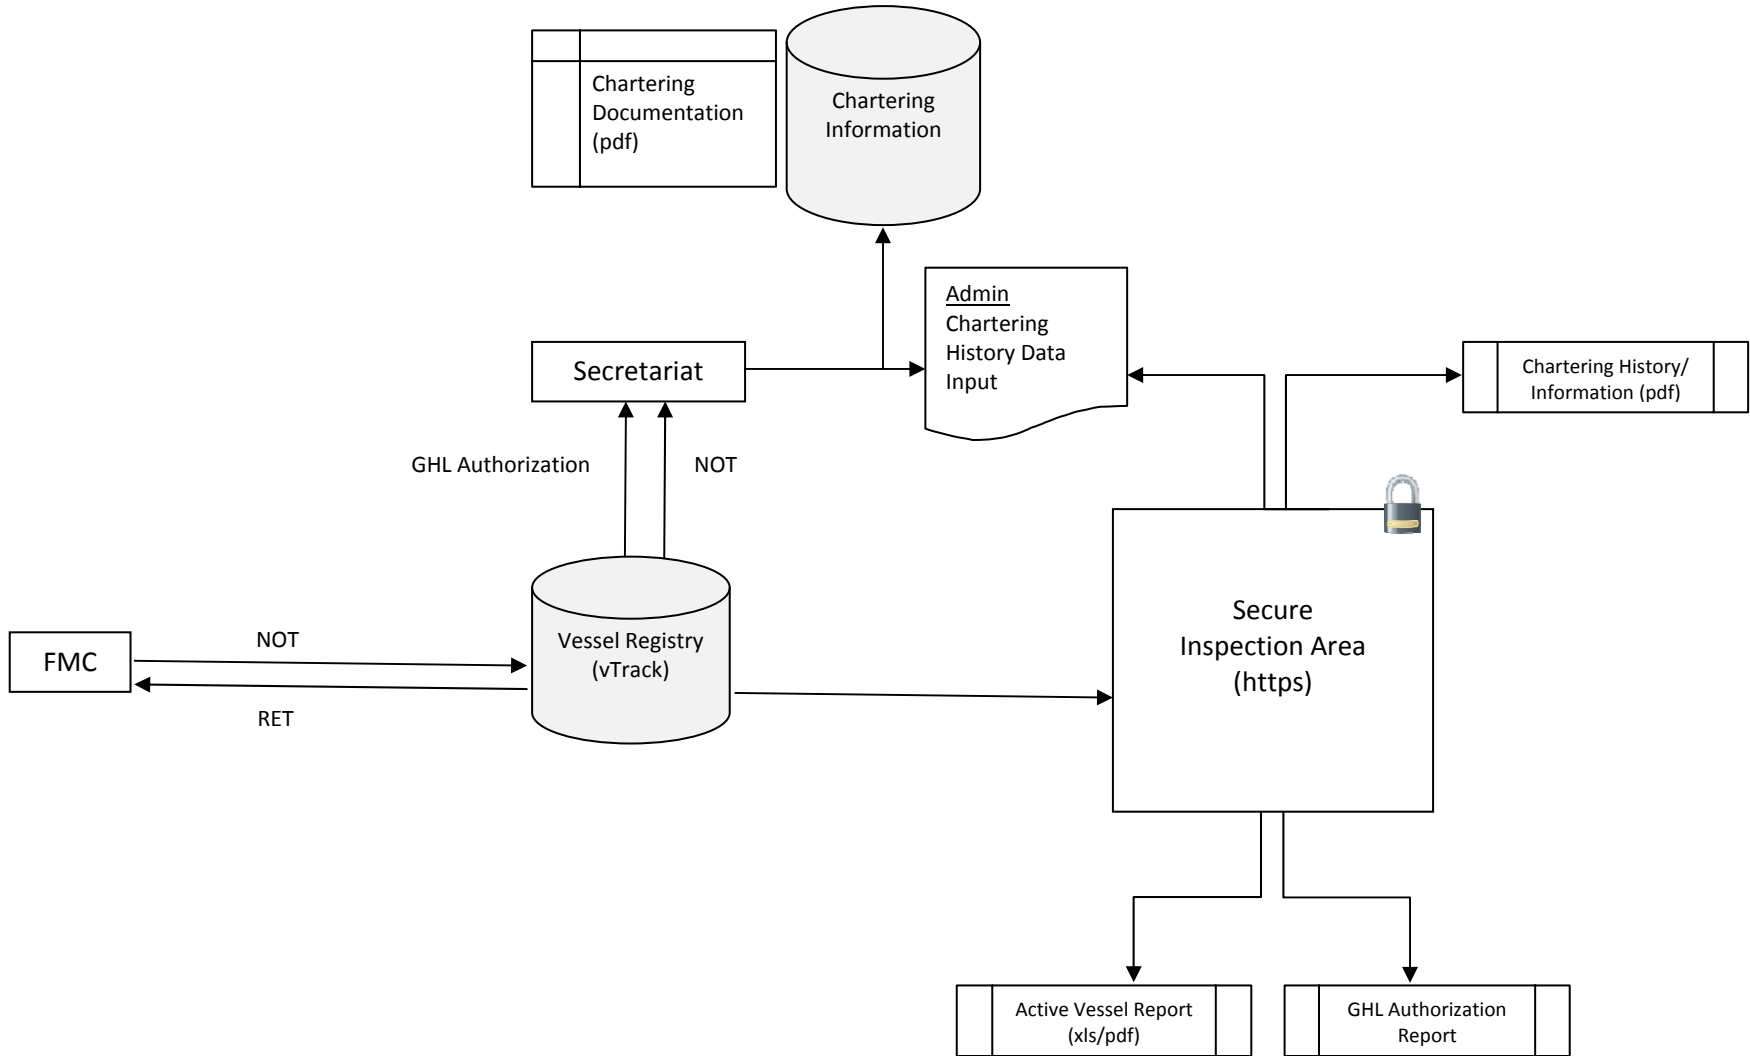 Chartering
Documentation
(pdf)
Chartering
Information
Admin
Chartering
History Data
Input
Secretariat
Chartering History/
Information (pdf)
GHL Authorization
NOT
Secure
Inspection Area
(https)
FMC
NOT
RET
Vessel Registry
(vTrack)
Active Vessel Report
(xls/pdf)
GHL Authorization
Report